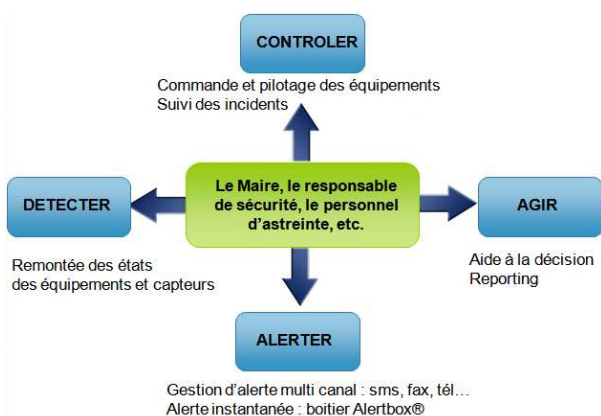 CONTROLER
Commande et pilotage des équipements
Suivi des incidents
Le Maire, le responsable
de sécurité, le personnel
d'astreinte, etc.
DETECTER
AGIR
Remontée des états
des équipements et capteurs
Aide à la décision
Reporting
ALERTER
Gestion d'alerte multi canal : sms, fax, tél…
Alerte instantanée : boitier Alertbox®